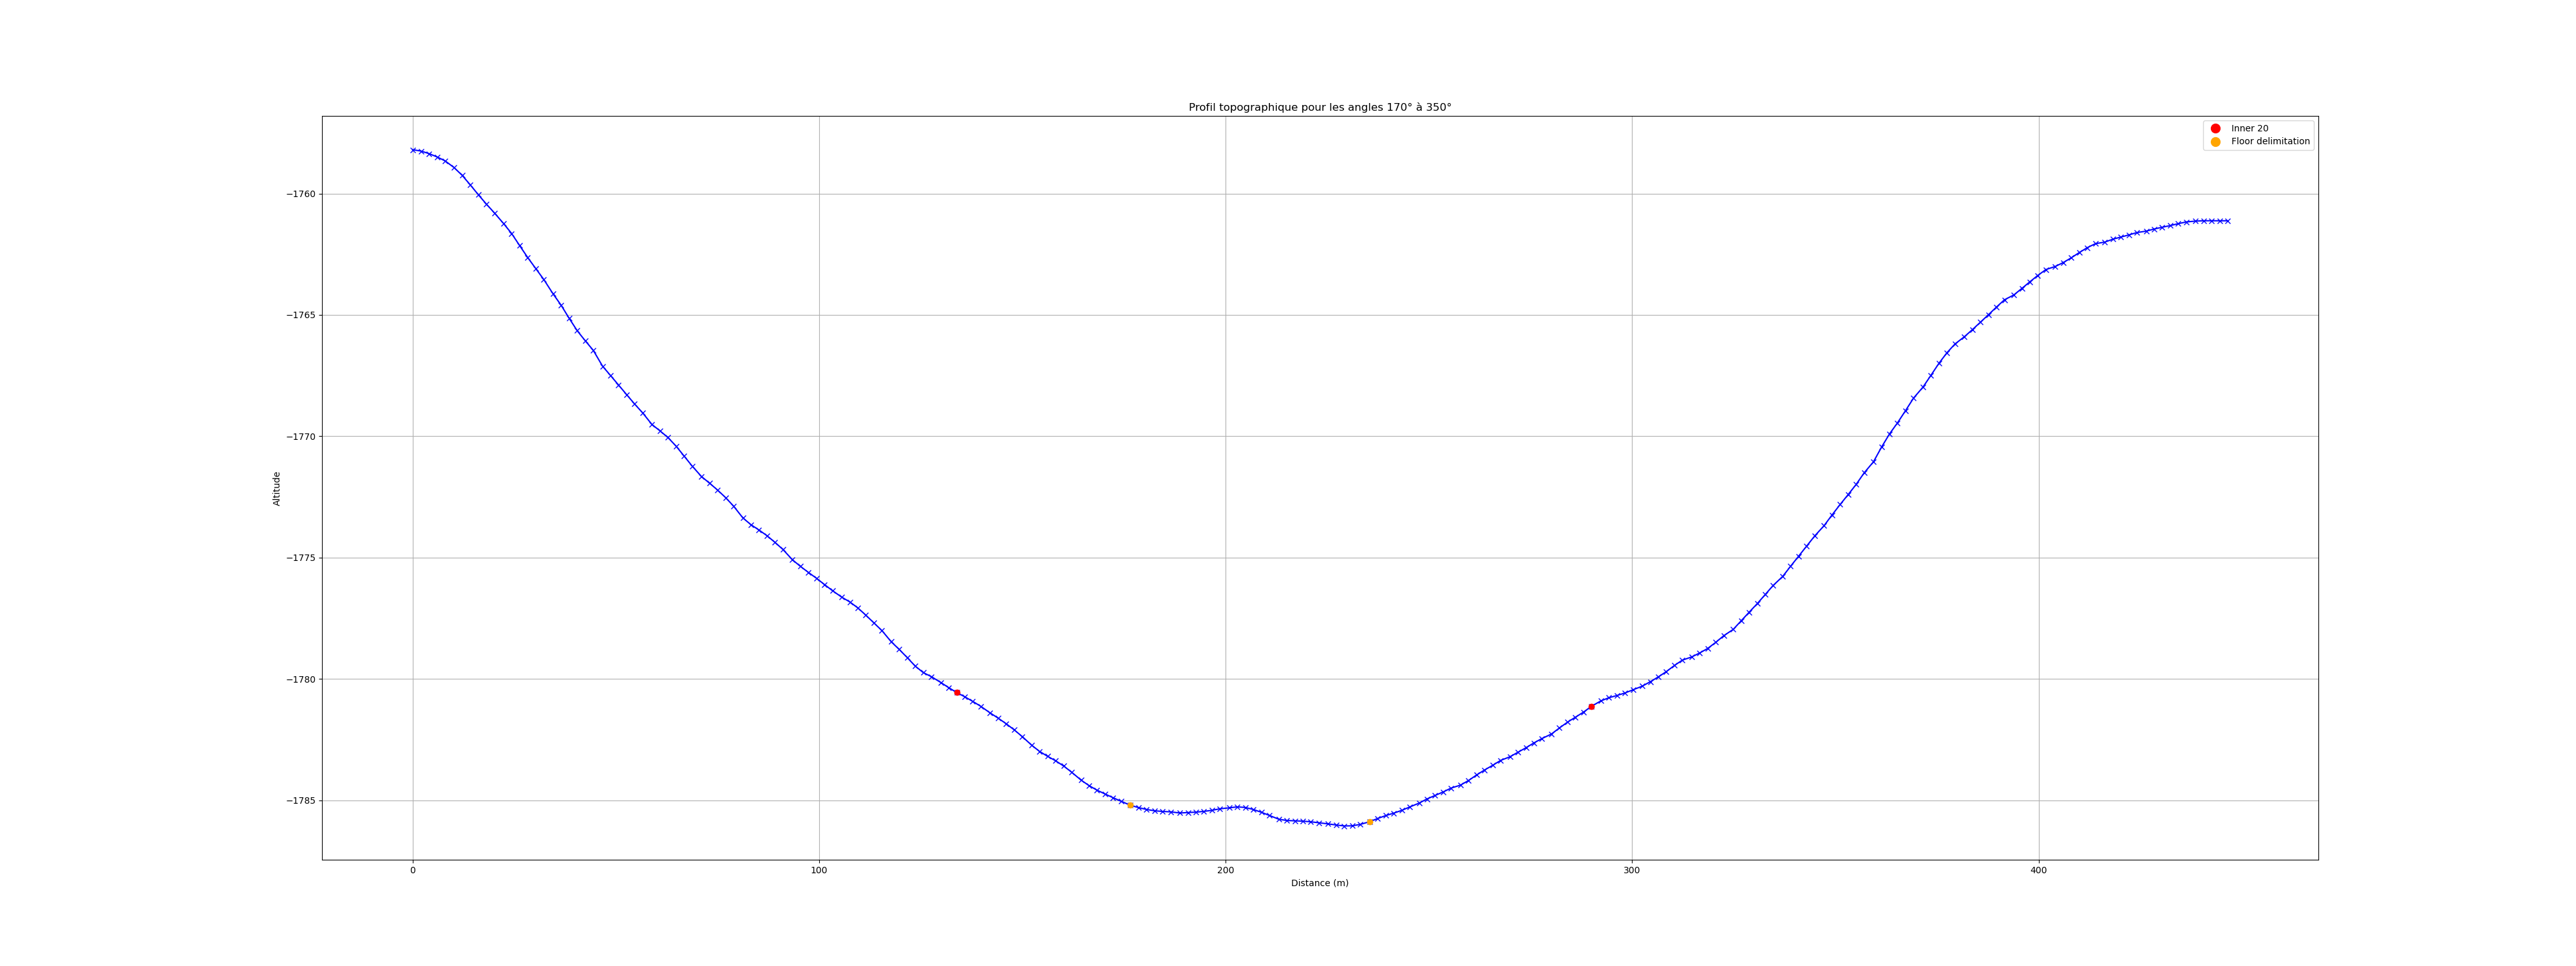 Profil topographique pour les angles 170° à 350°
Inner 20
Floor delimitation
Altitude
−1760
−1765
−1770
−1775
−1780
−1785
0 100 200 300 400
Distance (m)